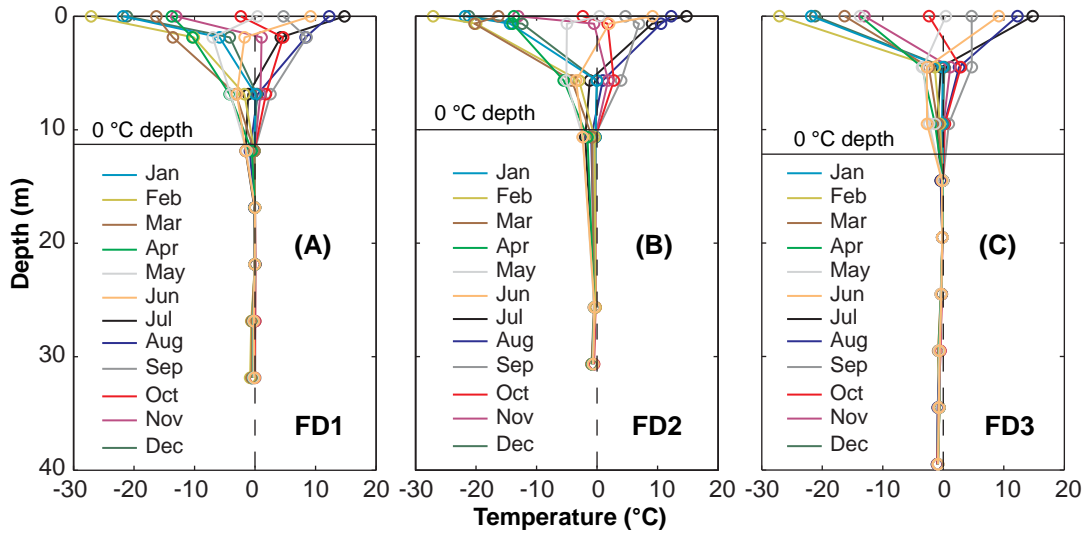 0
10
20
30
40
Depth (m)
0 °C depth
Jan
Feb
Mar
Apr
May
Jun
Jul
Aug
Sep
Oct
Nov
Dec
(A)
FD1
-30 -20 -10 0 10 20
0 °C depth
Jan
Feb
Mar
Apr
May
Jun
Jul
Aug
Sep
Oct
Nov
Dec
(B)
FD2
-30 -20 -10 0 10 20
0 °C depth
Jan
Feb
Mar
Apr
May
Jun
Jul
Aug
Sep
Oct
Nov
Dec
(C)
FD3
-30 -20 -10 0 10 20
Temperature (°C)